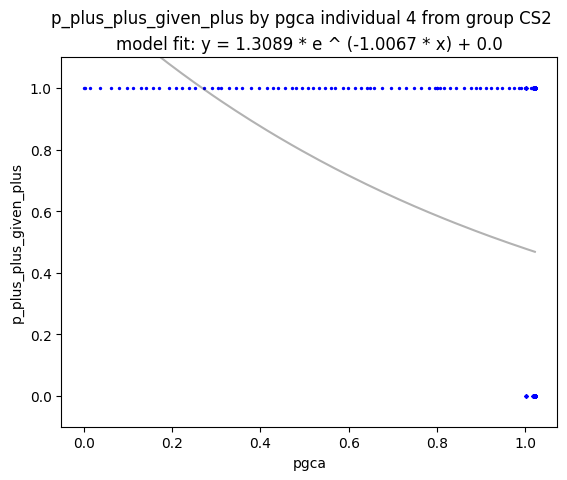 p_plus_plus_given_plus by pgca individual 4 from group CS2
model fit: y = 1.3089 * e ^ (-1.0067 * x) + 0.0
1.0
0.8
0.6
0.4
0.2
0.0
p_plus_plus_given_plus
0.0 0.2 0.4 0.6 0.8 1.0
pgca